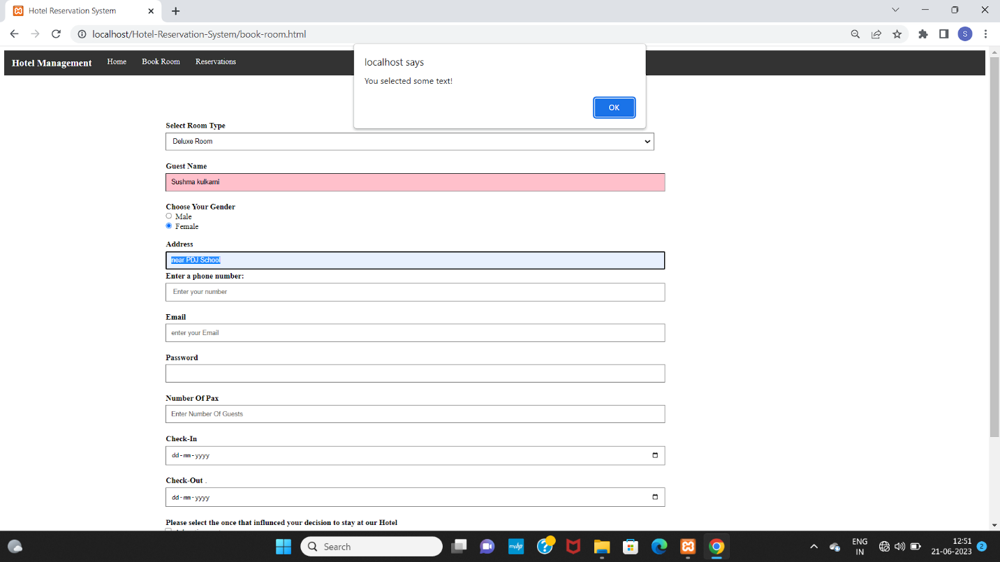 Hotel Reservation System
localhost/Hotel-Reservation-System/book-room.html
S
Hotel Management Home Book Room Reservations
localhost says
You selected some text!
OK
Select Room Type
Deluxe Room
Guest Name
Sushma kulkarni
Choose Your Gender
Male
Female
Address
near PDJ School
Enter a phone number:
Enter your number
Email
enter your Email
Password
Number Of Pax
Enter Number Of Guests
Check-In
dd-mm-yyyy
Check-Out .
dd-mm-yyyy
Please select the once that influnced your decision to stay at our Hotel
Search
myhp
ENG
IN
12:51
21-06-2023
2